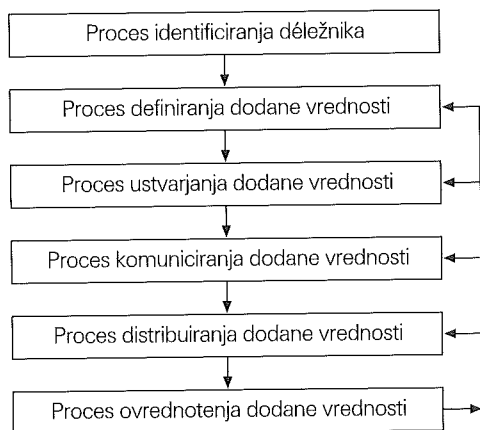 Proces identificiranja déležnika
Proces definiranja dodane vrednosti
Proces ustvarjanja dodane vrednosti
Proces komuniciranja dodane vrednosti
Proces distribuiranja dodane vrednosti
Proces ovrednotenja dodane vrednosti